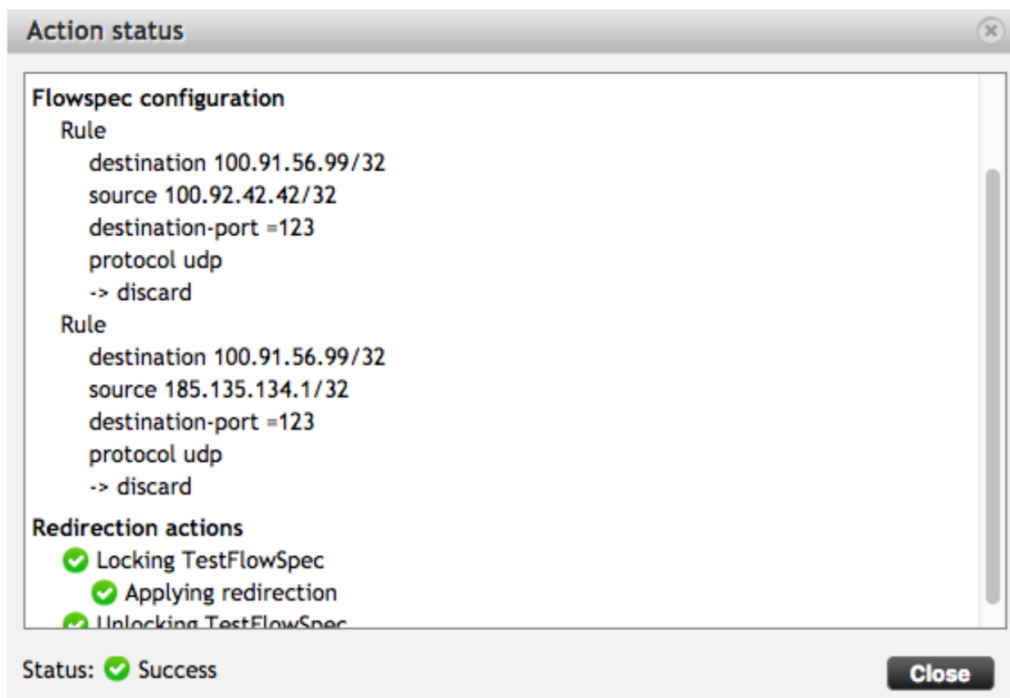 Action status
Flowspec configuration
Rule
destination 100.91.56.99/32
source 100.92.42.42/32
destination-port =123
protocol udp
-> discard
Rule
destination 100.91.56.99/32
source 185.135.134.1/32
destination-port =123
protocol udp
-> discard
Redirection actions
Locking TestFlowSpec
Applying redirection
Unlocking TestFlowSpec
Status: Success
Close